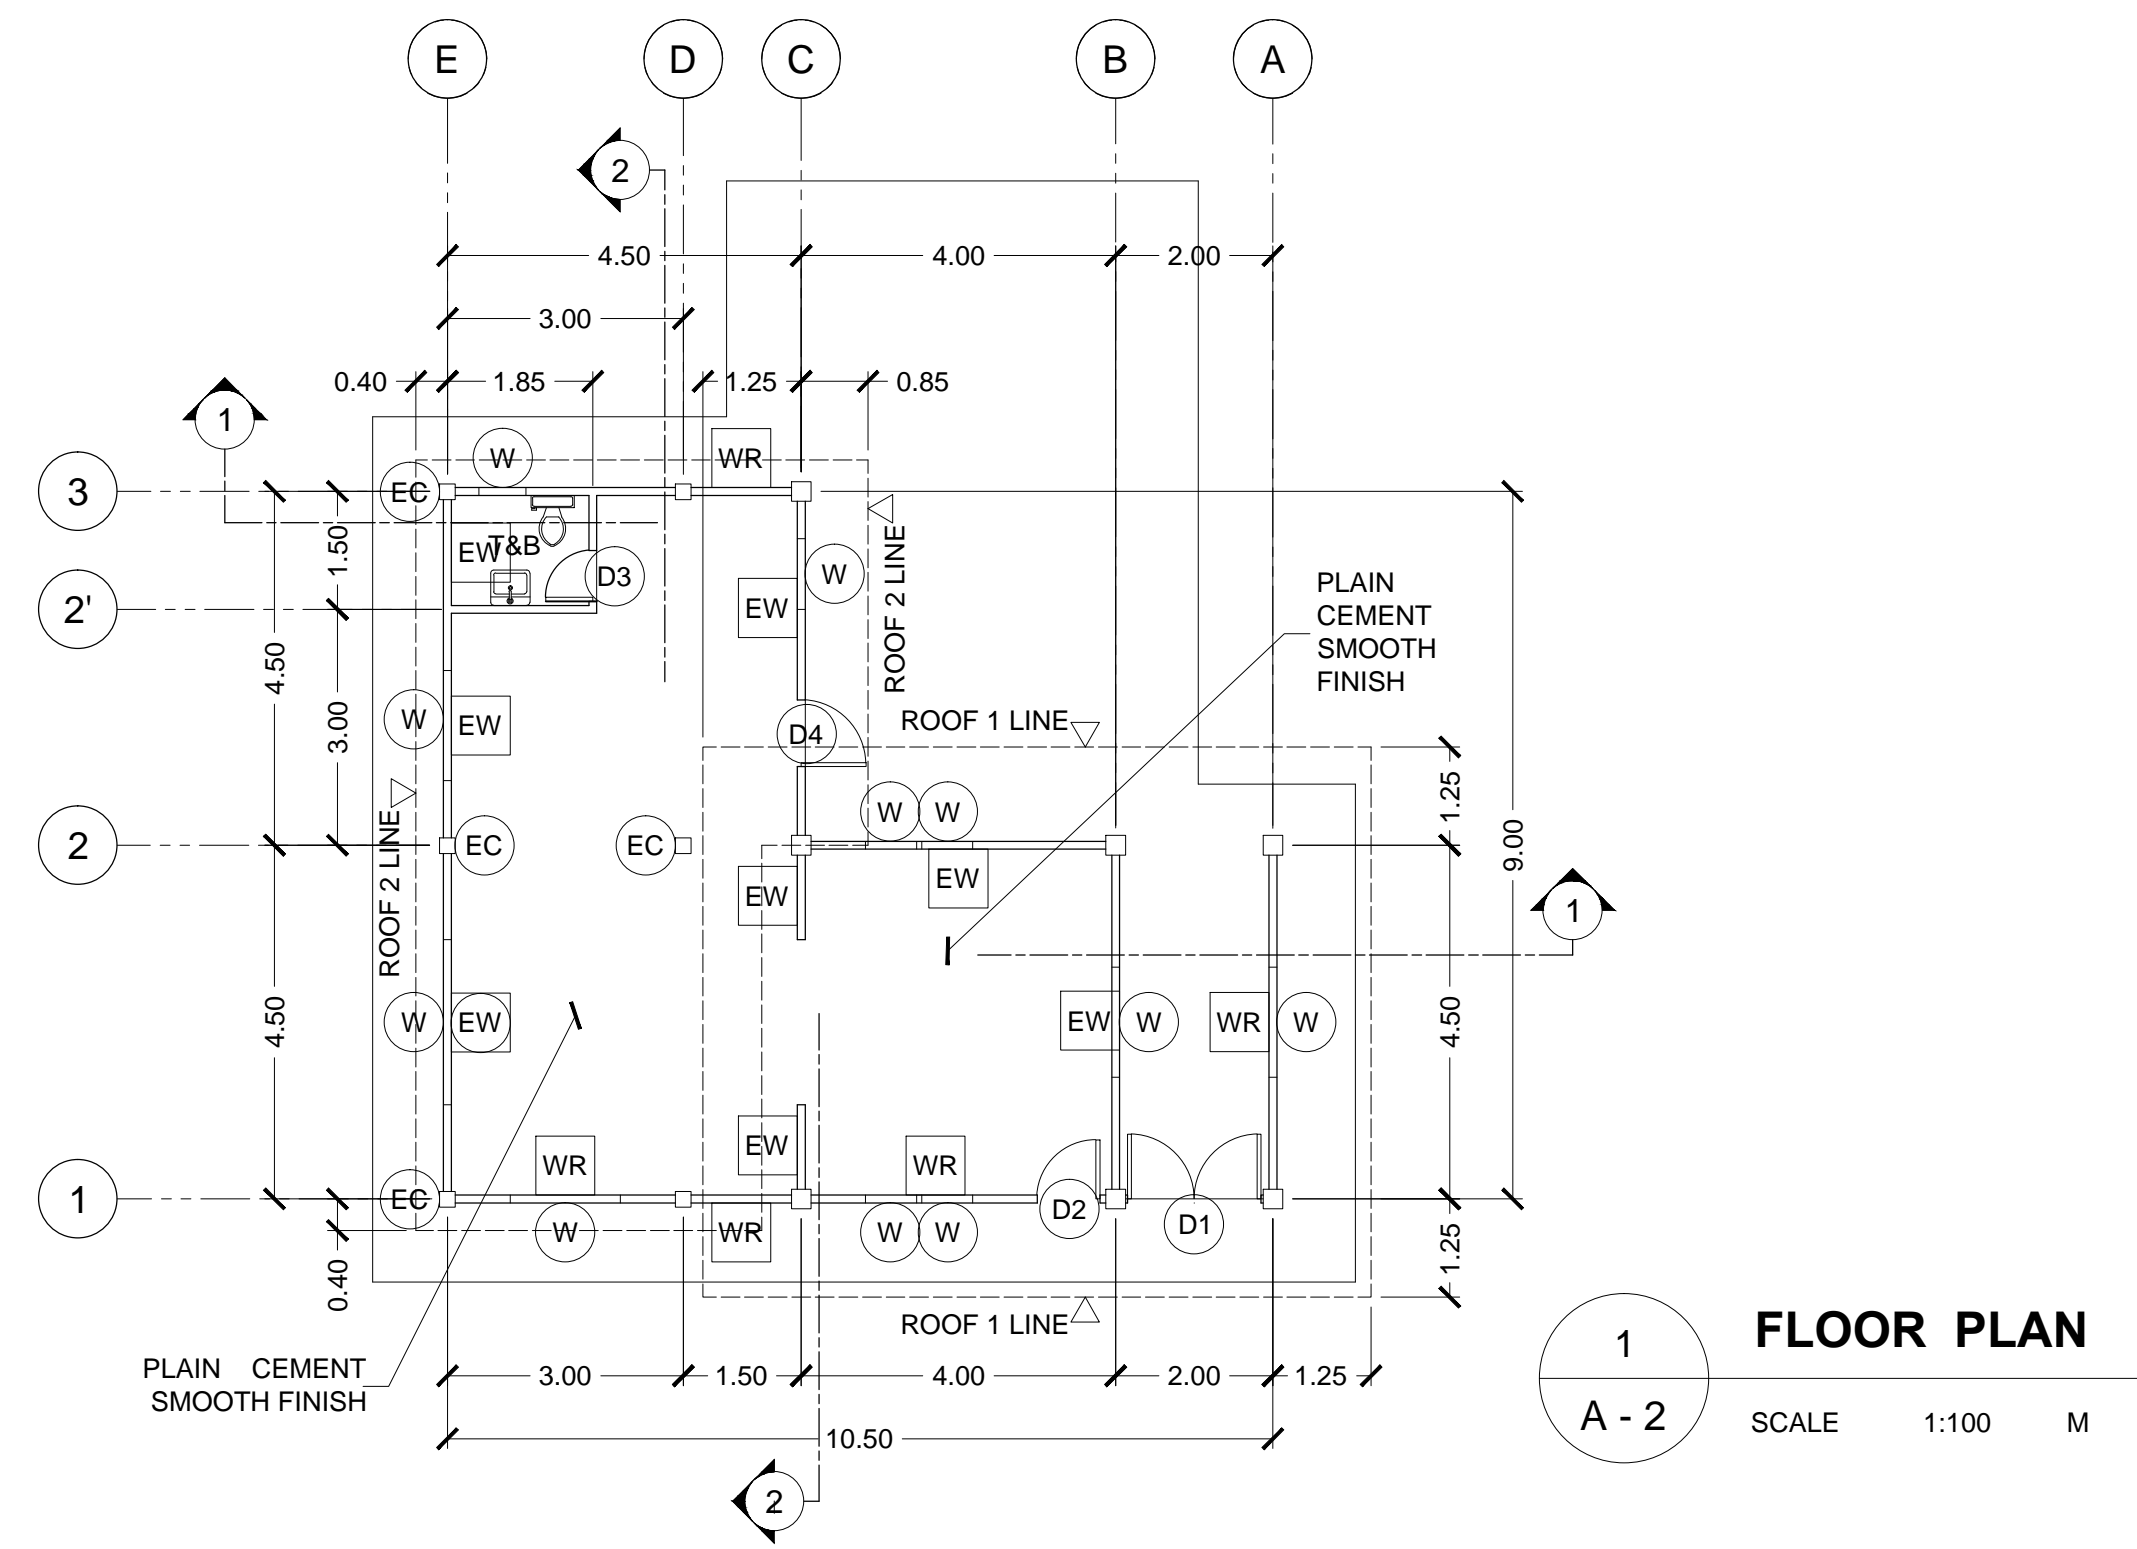 E
D
C
B
A
2
4.50
4.00
2.00
3.00
0.40
1.85
1.25
0.85
1
W
WR
3
EC
1.50
EW
T&B
D3
W
EW
ROOF 2 LINE
PLAIN
CEMENT
SMOOTH
FINISH
2'
4.50
3.00
W
EW
D4
ROOF 1 LINE
1.25
ROOF 2 LINE
W
W
2
EC
EC
9.00
EW
EW
1
4.50
W
EW
EW
W
WR
W
4.50
WR
EW
WR
1
EC
D2
D1
W
WR
W
W
1.25
0.40
ROOF 1 LINE
PLAIN CEMENT
SMOOTH FINISH
3.00
1.50
4.00
2.00
1.25
10.50
2
1
A - 2
FLOOR PLAN
SCALE 1:100 M